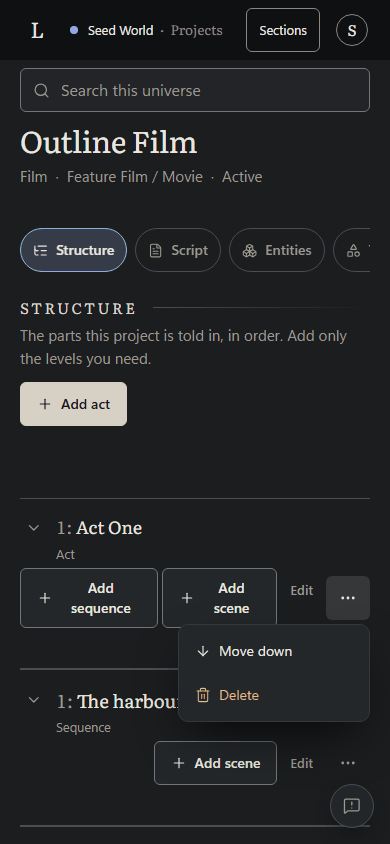 L
Seed World · Projects
Sections
S
Search this universe
Outline Film
Film · Feature Film / Movie · Active
Structure
Script
Entities
STRUCTURE
The parts this project is told in, in order. Add only
the levels you need.
Add act
1: Act One
Act
Add
sequence
Add
scene
Edit
Move down
Delete
1: The harbou
Sequence
Add scene
Edit